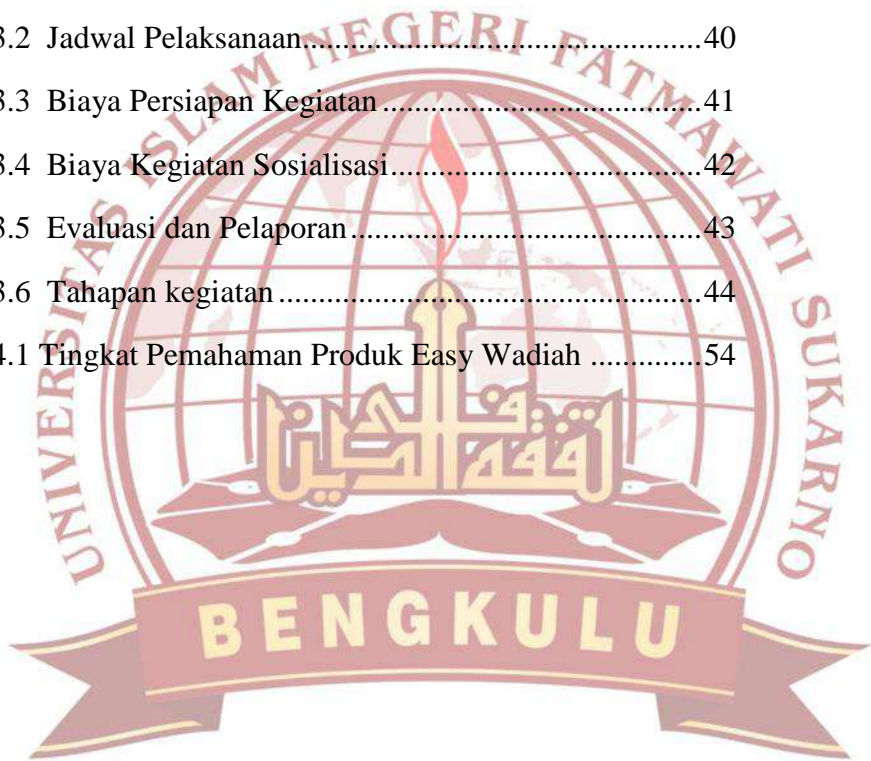 3.2 Jadwal Pelaksanaan....................................................40
3.3 Biaya Persiapan Kegiatan........................................41
3.4 Biaya Kegiatan Sosialisasi.......................................42
3.5 Evaluasi dan Pelaporan............................................43
3.6 Tahapan kegiatan.....................................................44
4.1 Tingkat Pemahaman Produk Easy Wadiah ..............54
UNIVERSITAS ISLAM NEGERI FATMAWATI SUKARNO
BENGKULU